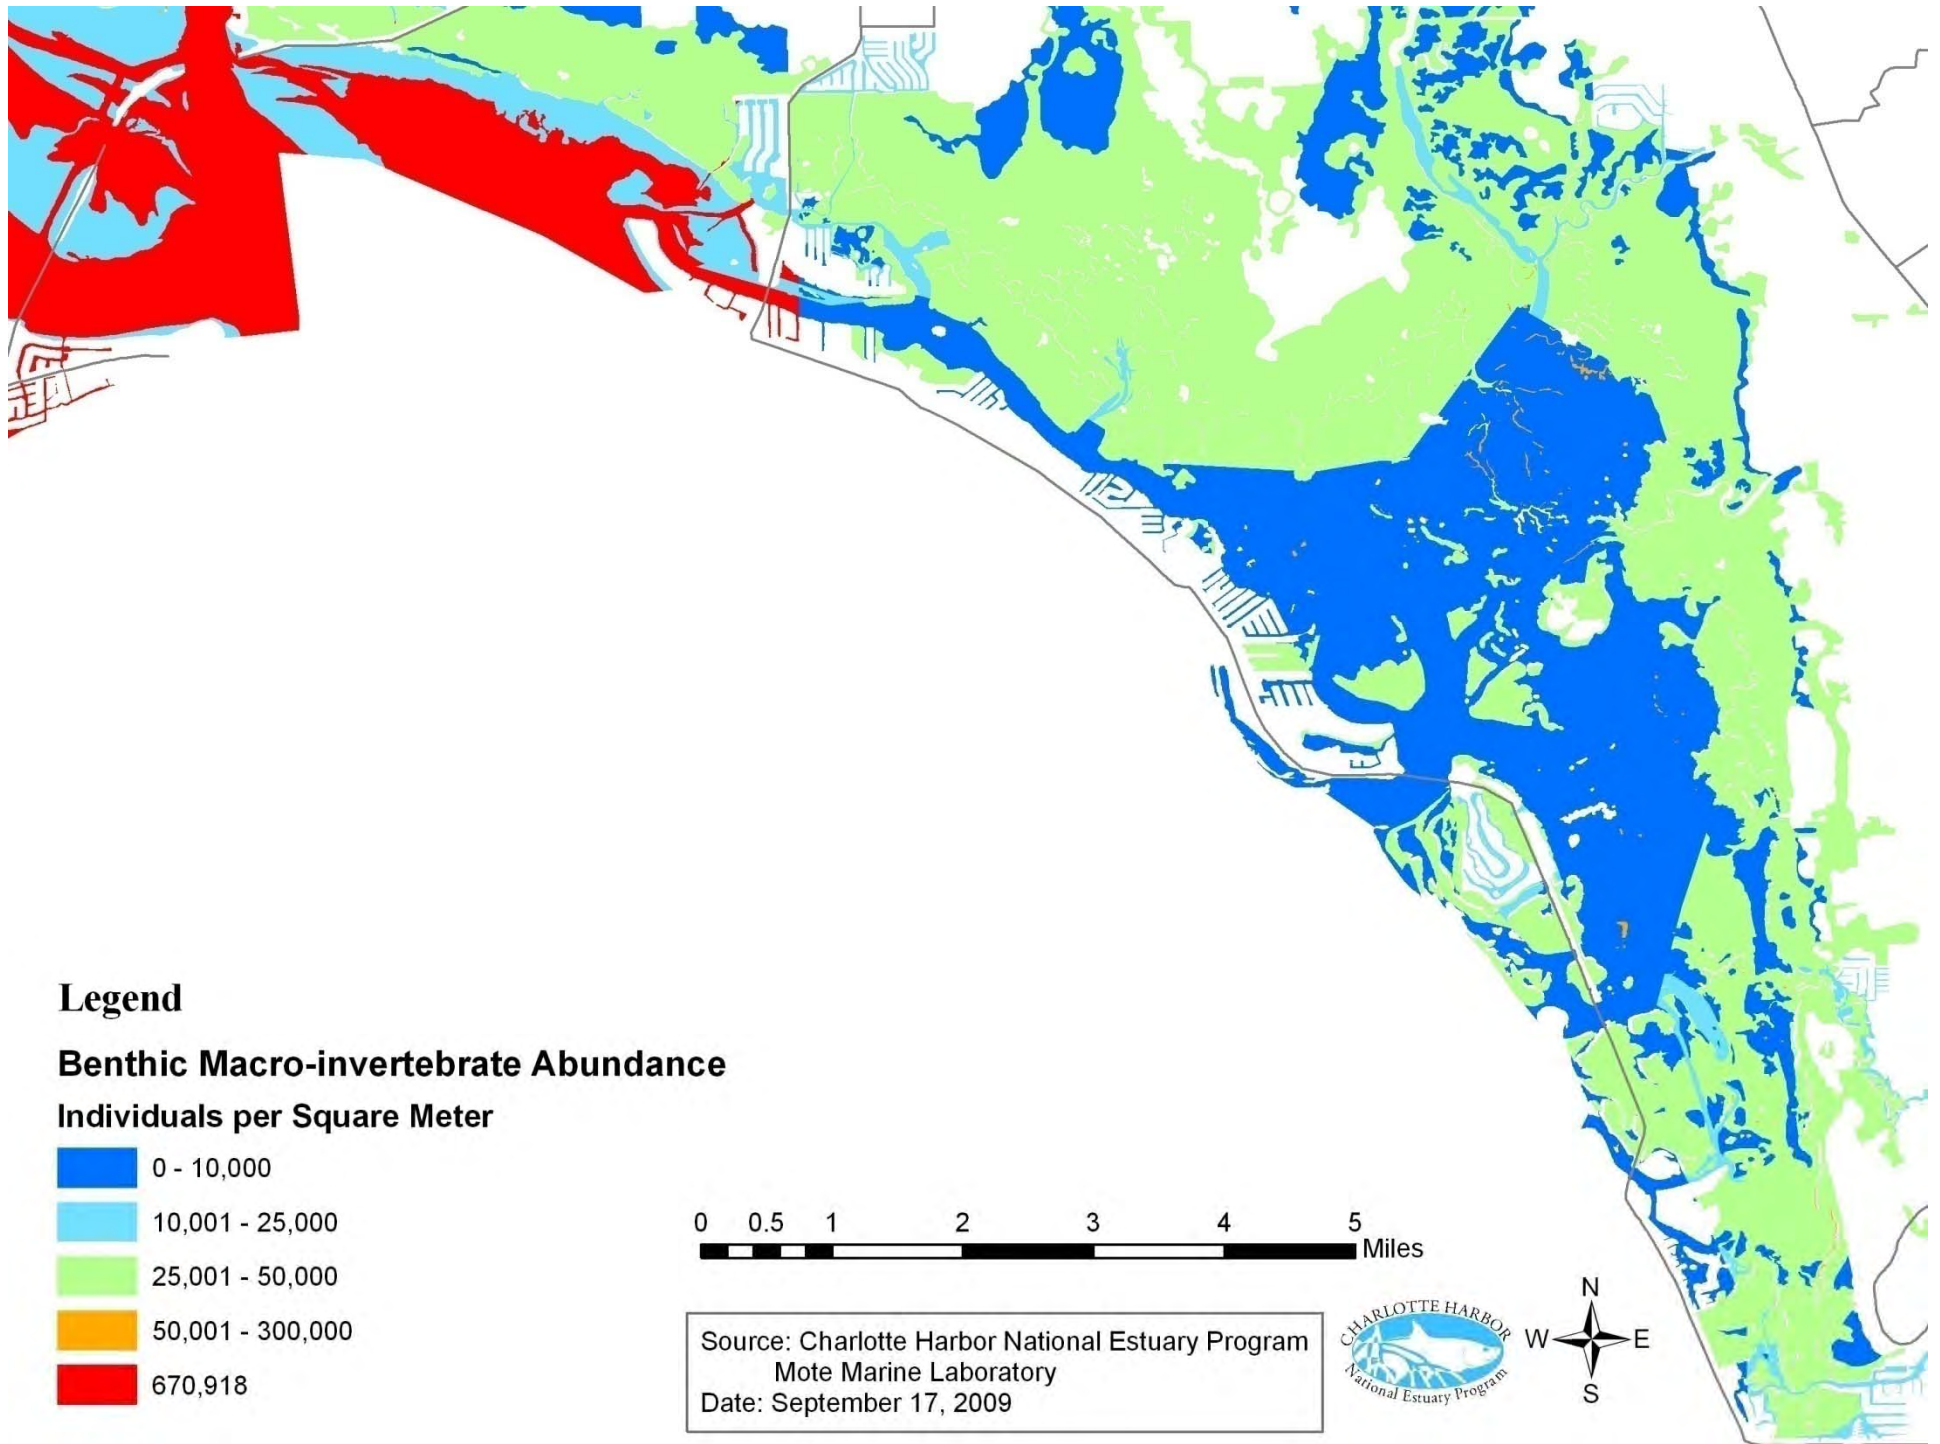 Legend
Benthic Macro-invertebrate Abundance
Individuals per Square Meter
0 - 10,000
10,001 - 25,000
25,001 - 50,000
50,001 - 300,000
670,918
0 0.5 1 2 3 4 5
Miles
Source: Charlotte Harbor National Estuary Program
Mote Marine Laboratory
Date: September 17, 2009
CHARLOTTE HARBOR
National Estuary Program
N
W E
S